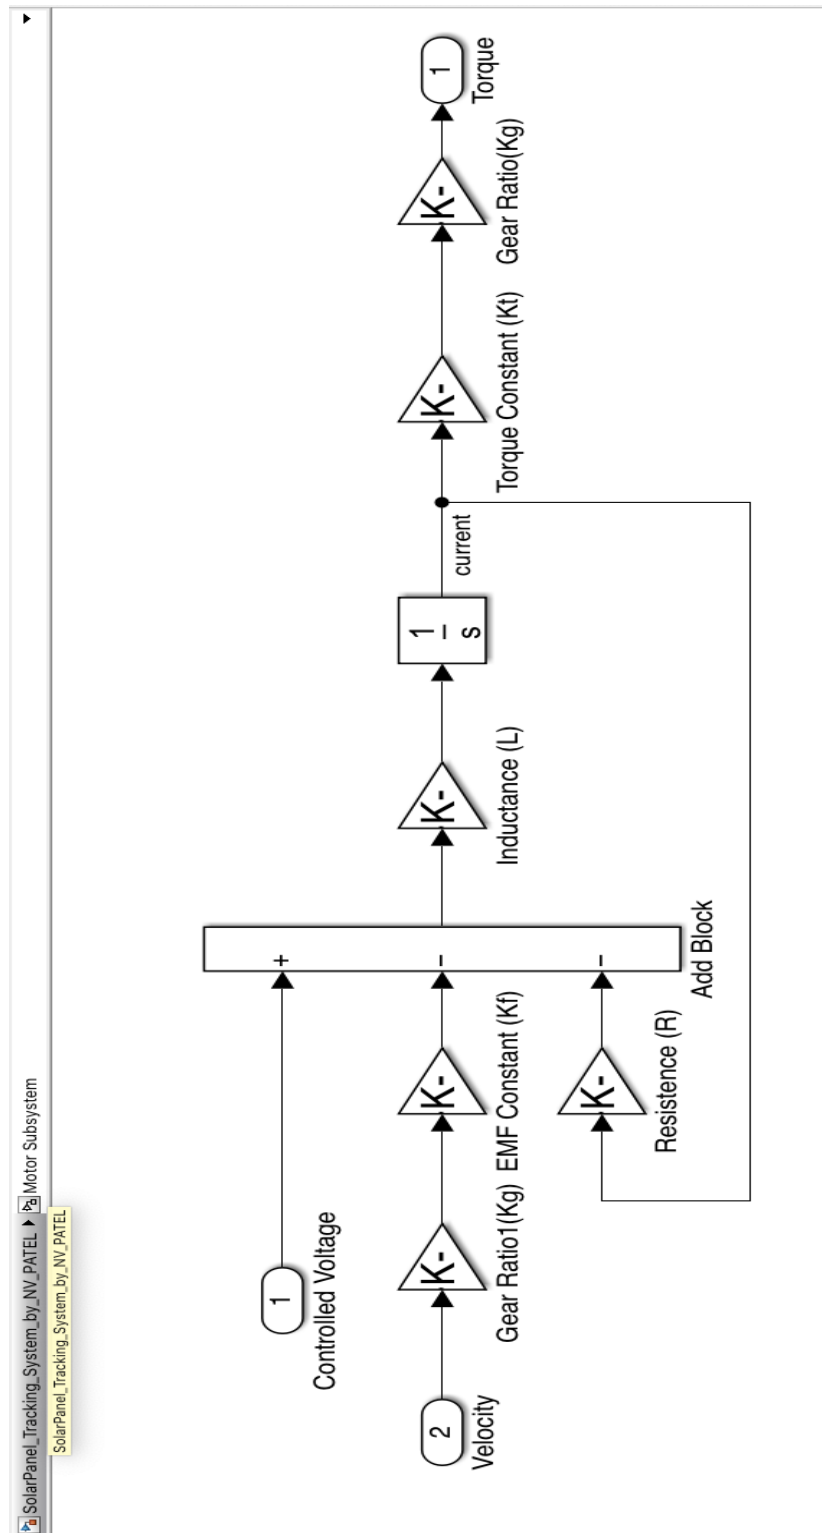 SolarPanel_Tracking_System_by_NV_PATEL
Motor Subsystem
SolarPanel_Tracking_System_by_NV_PATEL
1
Controlled Voltage
2
Velocity
K-
Gear Ratio1(Kg)
K-
EMF Constant (Kf)
K-
Resistence (R)
+
-
-
Add Block
K-
Inductance (L)
1
s
current
K-
Torque Constant (Kt)
K-
Gear Ratio(Kg)
1
Torque